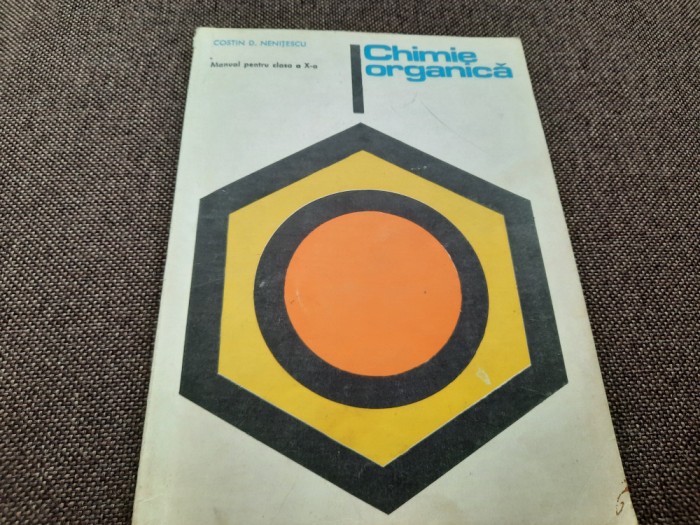 COSTIN D. NENIȚESCU
Manual pentru clasa a X-a
Chimie
organică